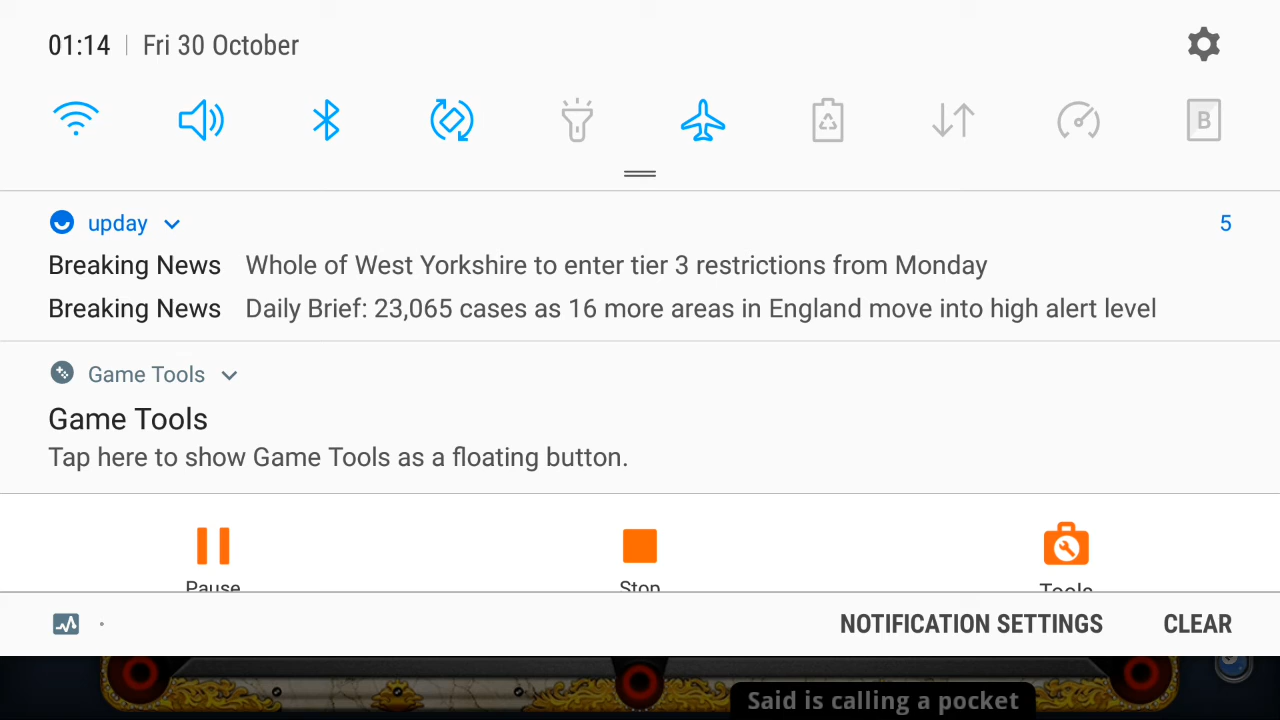 01:14 | Fri 30 October
B
upday 5
Breaking News Whole of West Yorkshire to enter tier 3 restrictions from Monday
Breaking News Daily Brief: 23,065 cases as 16 more areas in England move into high alert level
Game Tools
Game Tools
Tap here to show Game Tools as a floating button.
Pause Stop Tools
NOTIFICATION SETTINGS CLEAR
Said is calling a pocket